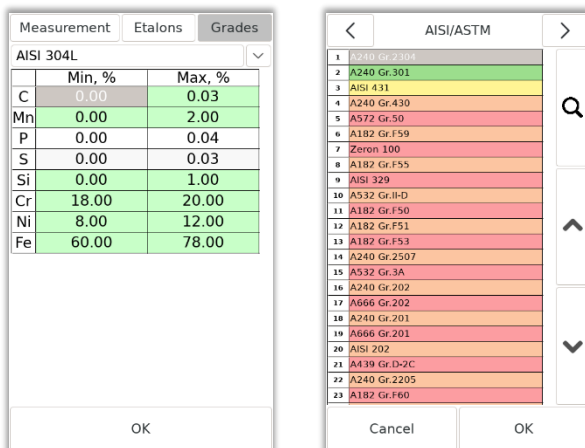 Measurement Etalons Grades
AISI 304L
Min, % Max, %
C 0.00 0.03
Mn 0.00 2.00
P 0.00 0.04
S 0.00 0.03
Si 0.00 1.00
Cr 18.00 20.00
Ni 8.00 12.00
Fe 60.00 78.00
OK
AISI/ASTM
1 A240 Gr.2304
2 A240 Gr.301
3 AISI 431
4 A240 Gr.430
5 A572 Gr.50
6 A182 Gr.F59
7 Zeron 100
8 A182 Gr.F55
9 AISI 329
10 A532 Gr.II-D
11 A182 Gr.F50
12 A182 Gr.F51
13 A182 Gr.F53
14 A240 Gr.2507
15 A532 Gr.3A
16 A240 Gr.202
17 A666 Gr.202
18 A240 Gr.201
19 A666 Gr.201
20 AISI 202
21 A439 Gr.D-2C
22 A240 Gr.2205
23 A182 Gr.F60
Cancel OK